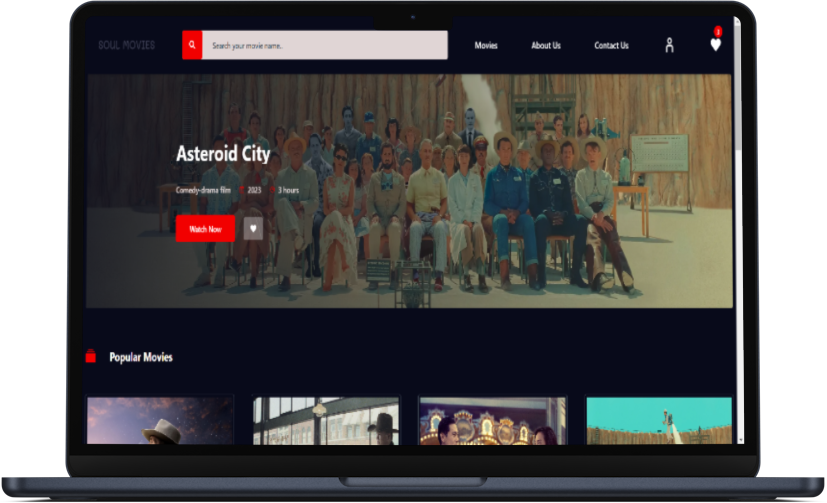 SOUL MOVIES
Search your movie name..
Movies
About Us
Contact Us
3
Asteroid City
Comedy-drama film 2023 3 hours
Watch Now
Popular Movies